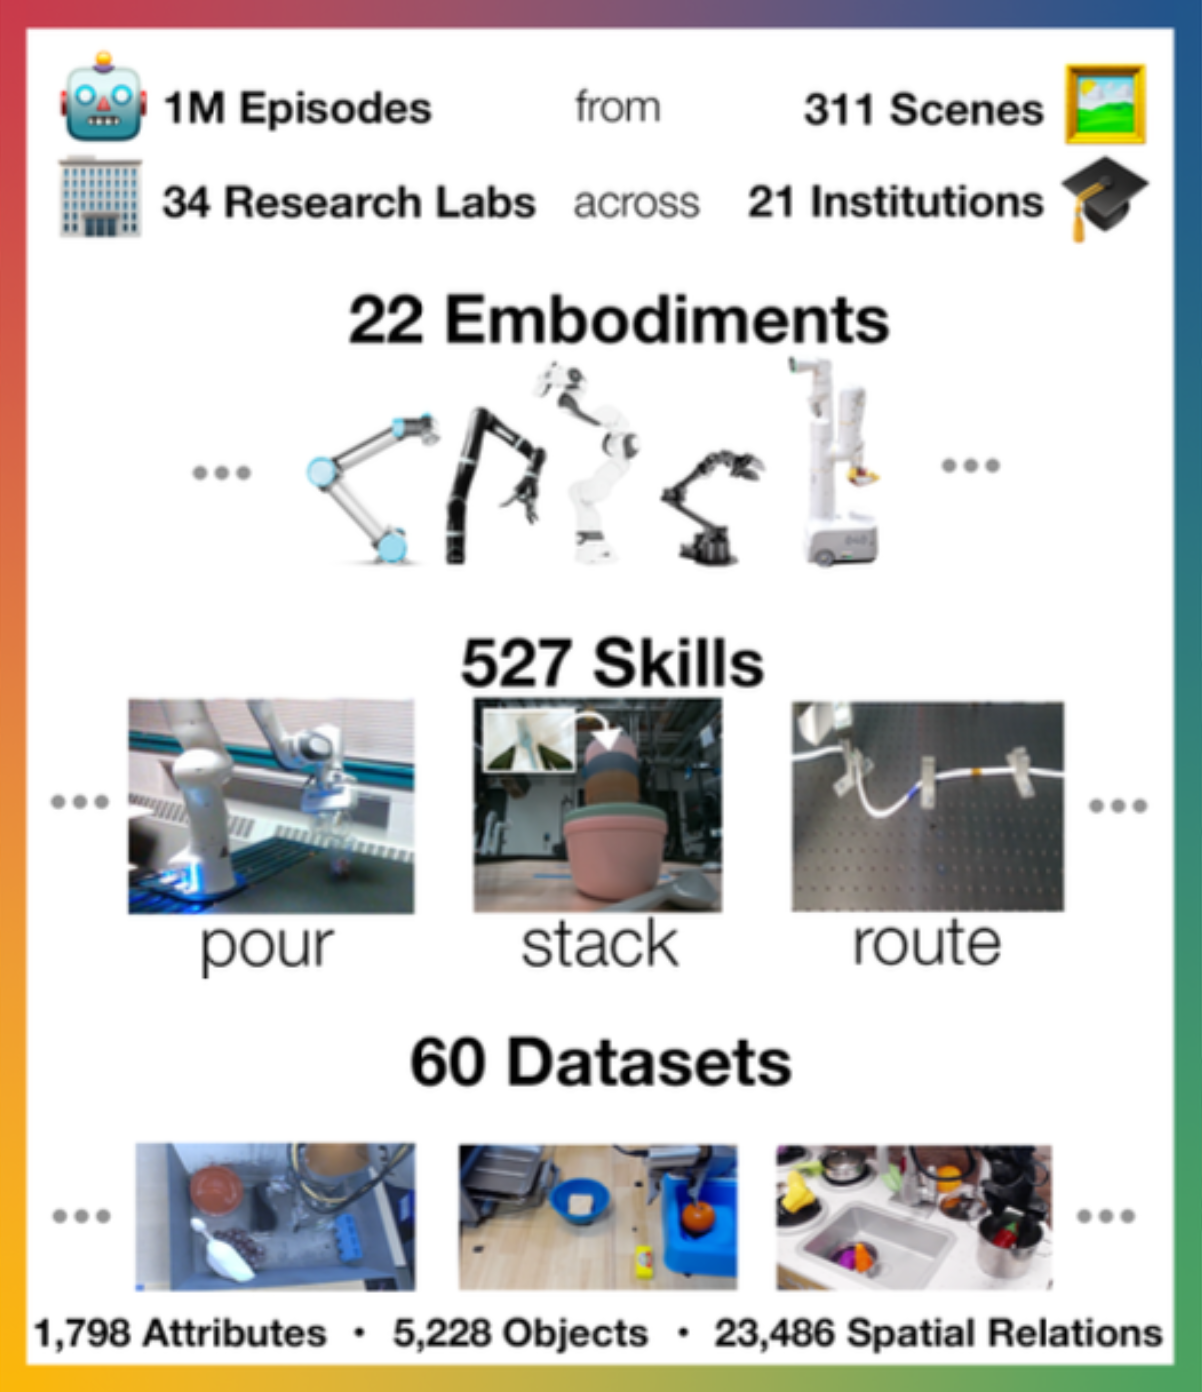 1M Episodes from 311 Scenes
34 Research Labs across 21 Institutions
22 Embodiments
527 Skills
pour stack route
60 Datasets
1,798 Attributes • 5,228 Objects • 23,486 Spatial Relations